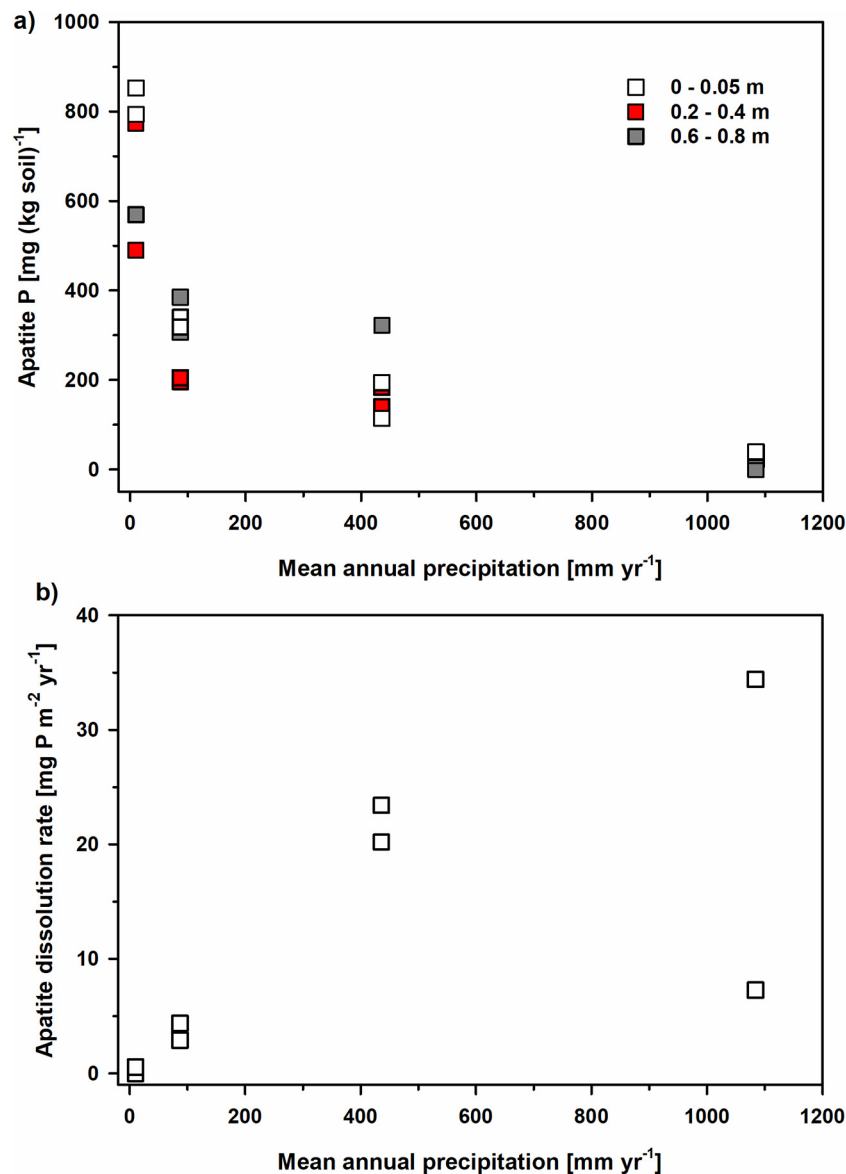 a)
1000
800
600
400
200
0
Apatite P [mg (kg soil)⁻¹]
0 - 0.05 m
0.2 - 0.4 m
0.6 - 0.8 m
0 200 400 600 800 1000 1200
Mean annual precipitation [mm yr⁻¹]
b)
40
30
20
10
0
Apatite dissolution rate [mg P m⁻² yr⁻¹]
0 200 400 600 800 1000 1200
Mean annual precipitation [mm yr⁻¹]